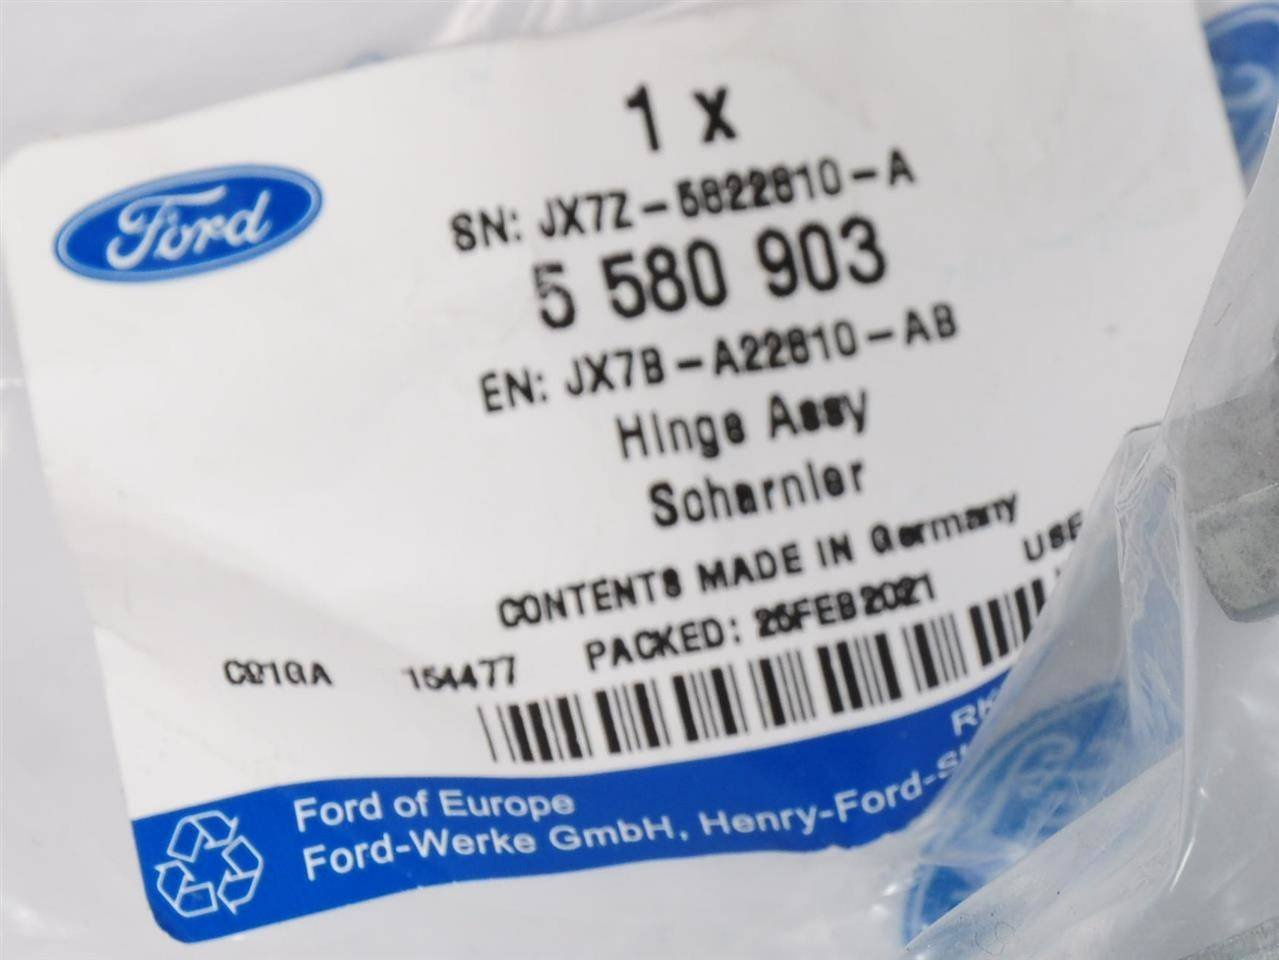 1 x
Ford
SN: JX7Z-5822810-A
5 580 903
EN: JX7B-A22810-AB
Hinge Assy
Scharnier
CONTENTS MADE IN Germany
USE
PACKED: 25FEB2021
154477
Ford of Europe
Ford-Werke GmbH, Henry-Ford-